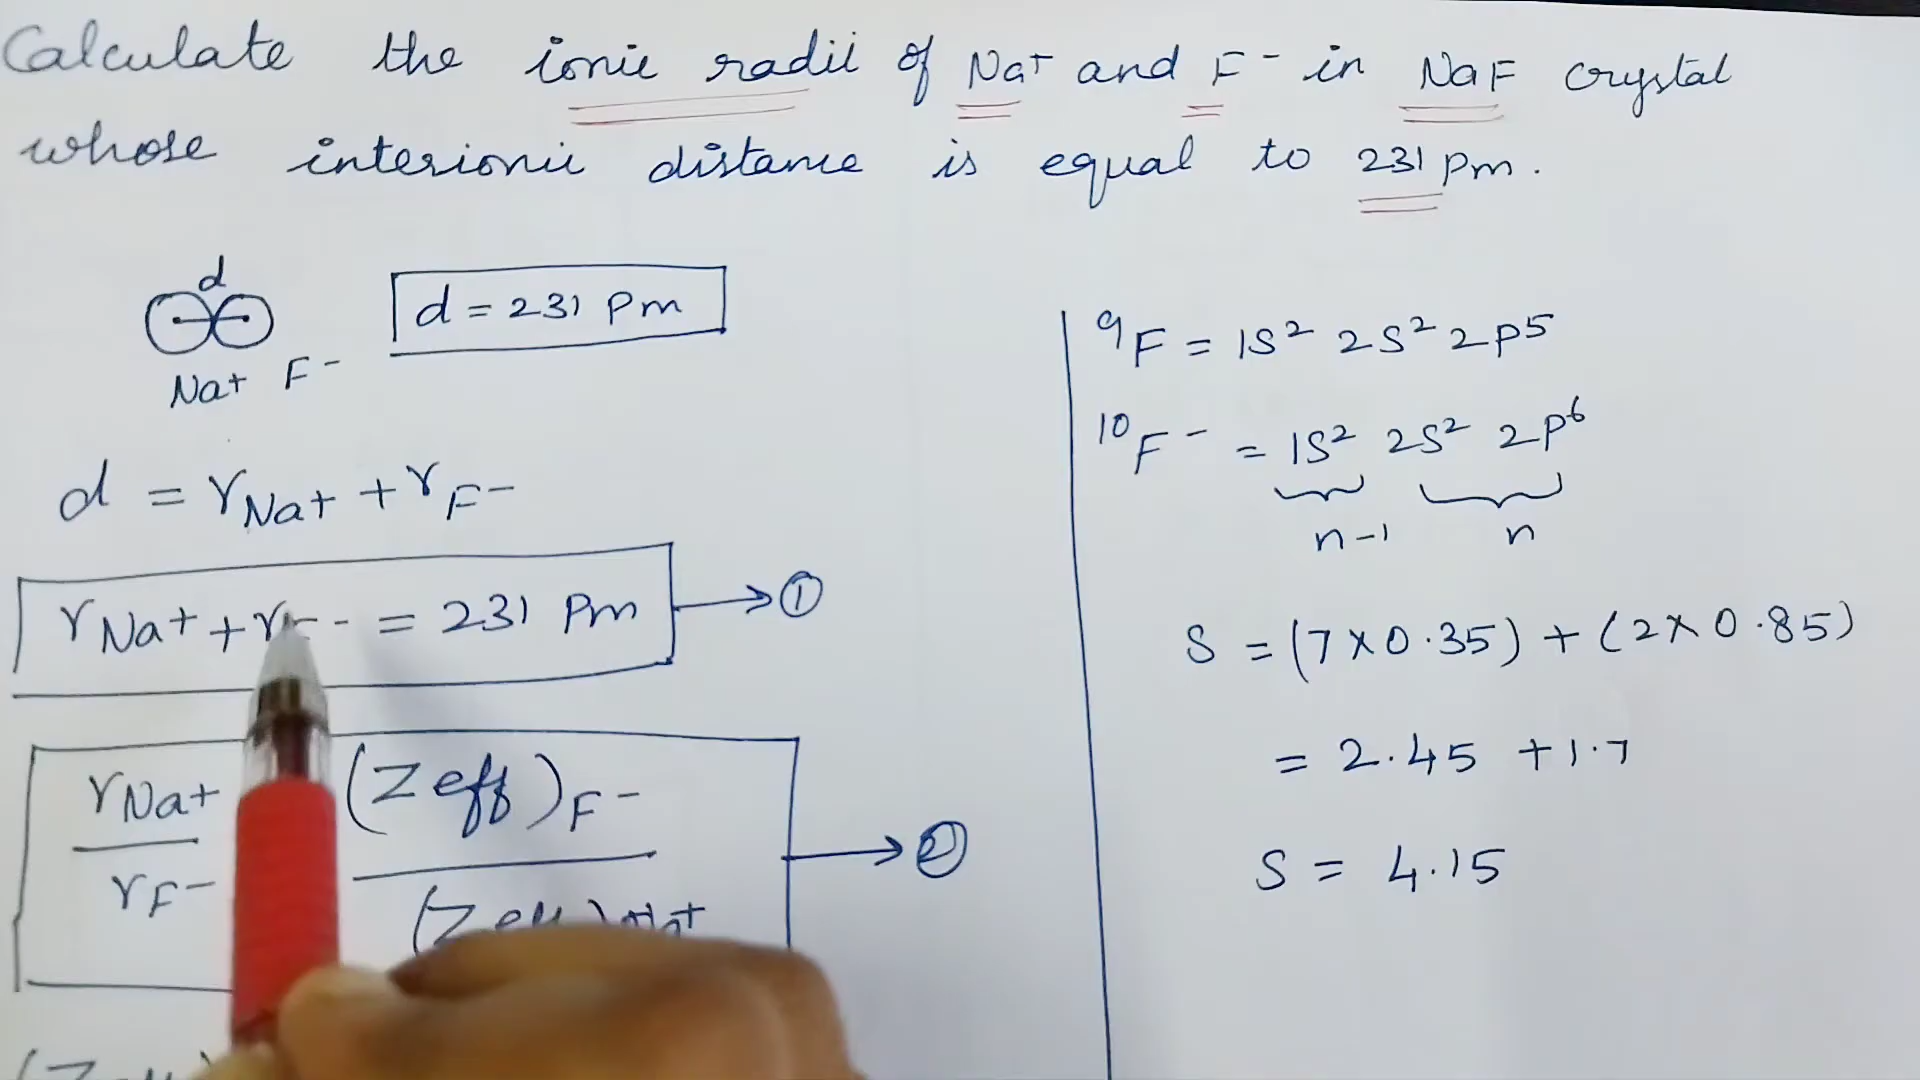 Calculate the ionic radii of Na+ and F- in NaF crystal
whose interionic distance is equal to 231 pm.
d
Na+ F-
d = 231 Pm
d = rNa+ + rF-
rNa+ + r - = 231 Pm → ①
rNa+ (Zeff)F-
rF- (Zeff)Na+ → ②
9F = 1S² 2S² 2P⁵
10F- = 1S² 2S² 2P⁶
n-1 n
S = (7×0.35) + (2×0.85)
= 2.45 + 1.7
S = 4.15